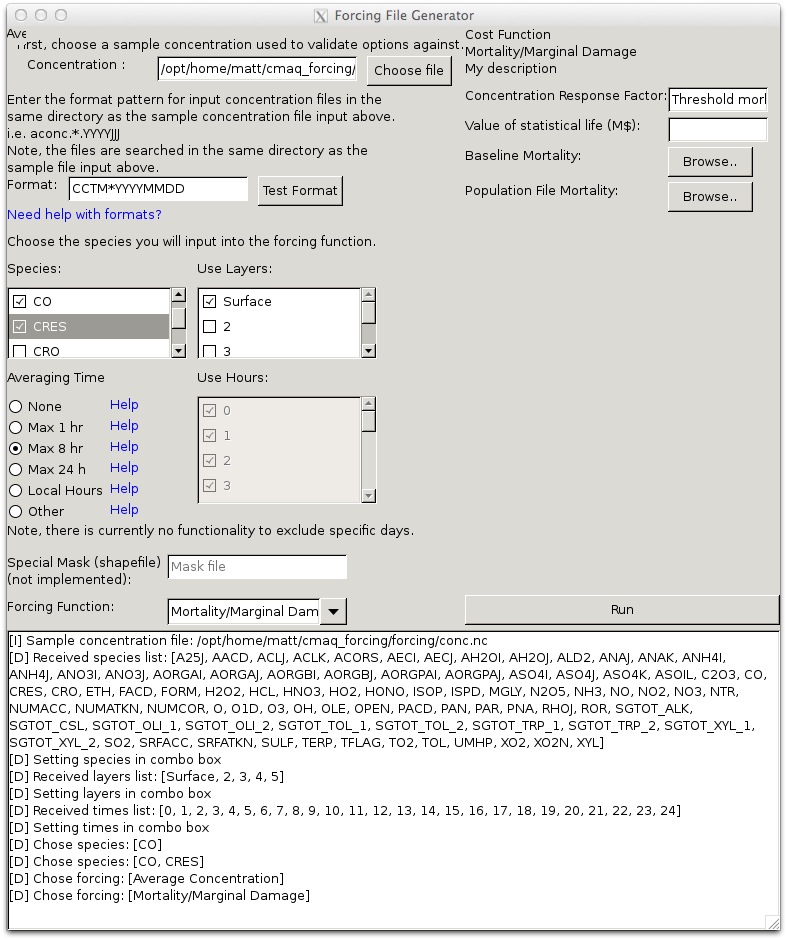 Forcing File Generator
Ave
irst, choose a sample concentration used to validate options against.
Concentration :
/opt/home/matt/cmaq_forcing/
Choose file
Enter the format pattern for input concentration files in the
same directory as the sample concentration file input above.
i.e. aconc.*.YYYYJJJ
Note, the files are searched in the same directory as the
sample file input above.
Format:
CCTM*YYYYMMDD
Test Format
Need help with formats?
Choose the species you will input into the forcing function.
Species:
CO
CRES
CRO
Use Layers:
Surface
2
3
Averaging Time
None Help
Max 1 hr Help
Max 8 hr Help
Max 24 h Help
Local Hours Help
Other Help
Use Hours:
0
1
2
3
Note, there is currently no functionality to exclude specific days.
Special Mask (shapefile)
(not implemented):
Mask file
Forcing Function:
Mortality/Marginal Dam
Cost Function
Mortality/Marginal Damage
My description
Concentration Response Factor:
Threshold morl
Value of statistical life (M$):
Baseline Mortality:
Browse..
Population File Mortality:
Browse..
Run
[I] Sample concentration file: /opt/home/matt/cmaq_forcing/forcing/conc.nc
[D] Received species list: [A25J, AACD, ACLJ, ACLK, ACORS, AECI, AECJ, AH2OI, AH2OJ, ALD2, ANAJ, ANAK, ANH4I,
ANH4J, ANO3I, ANO3J, AORGAI, AORGAJ, AORGBI, AORGBJ, AORGPAI, AORGPAJ, ASO4I, ASO4J, ASO4K, ASOIL, C2O3, CO,
CRES, CRO, ETH, FACD, FORM, H2O2, HCL, HNO3, HO2, HONO, ISOP, ISPD, MGLY, N2O5, NH3, NO, NO2, NO3, NTR,
NUMACC, NUMATKN, NUMCOR, O, O1D, O3, OH, OLE, OPEN, PACD, PAN, PAR, PNA, RHOJ, ROR, SGTOT_ALK,
SGTOT_CSL, SGTOT_OLI_1, SGTOT_OLI_2, SGTOT_TOL_1, SGTOT_TOL_2, SGTOT_TRP_1, SGTOT_TRP_2, SGTOT_XYL_1,
SGTOT_XYL_2, SO2, SRFACC, SRFATKN, SULF, TERP, TFLAG, TO2, TOL, UMHP, XO2, XO2N, XYL]
[D] Setting species in combo box
[D] Received layers list: [Surface, 2, 3, 4, 5]
[D] Setting layers in combo box
[D] Received times list: [0, 1, 2, 3, 4, 5, 6, 7, 8, 9, 10, 11, 12, 13, 14, 15, 16, 17, 18, 19, 20, 21, 22, 23, 24]
[D] Setting times in combo box
[D] Chose species: [CO]
[D] Chose species: [CO, CRES]
[D] Chose forcing: [Average Concentration]
[D] Chose forcing: [Mortality/Marginal Damage]